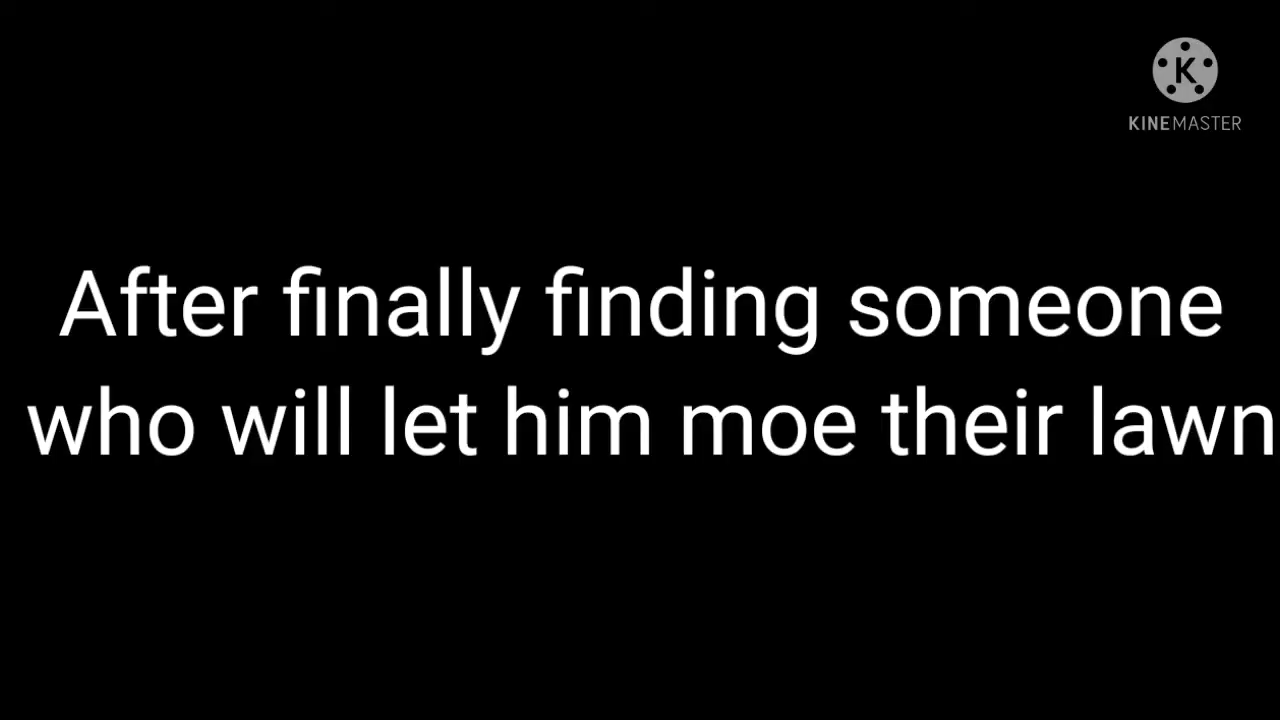 K
KINEMASTER
After finally finding someone
who will let him moe their lawn